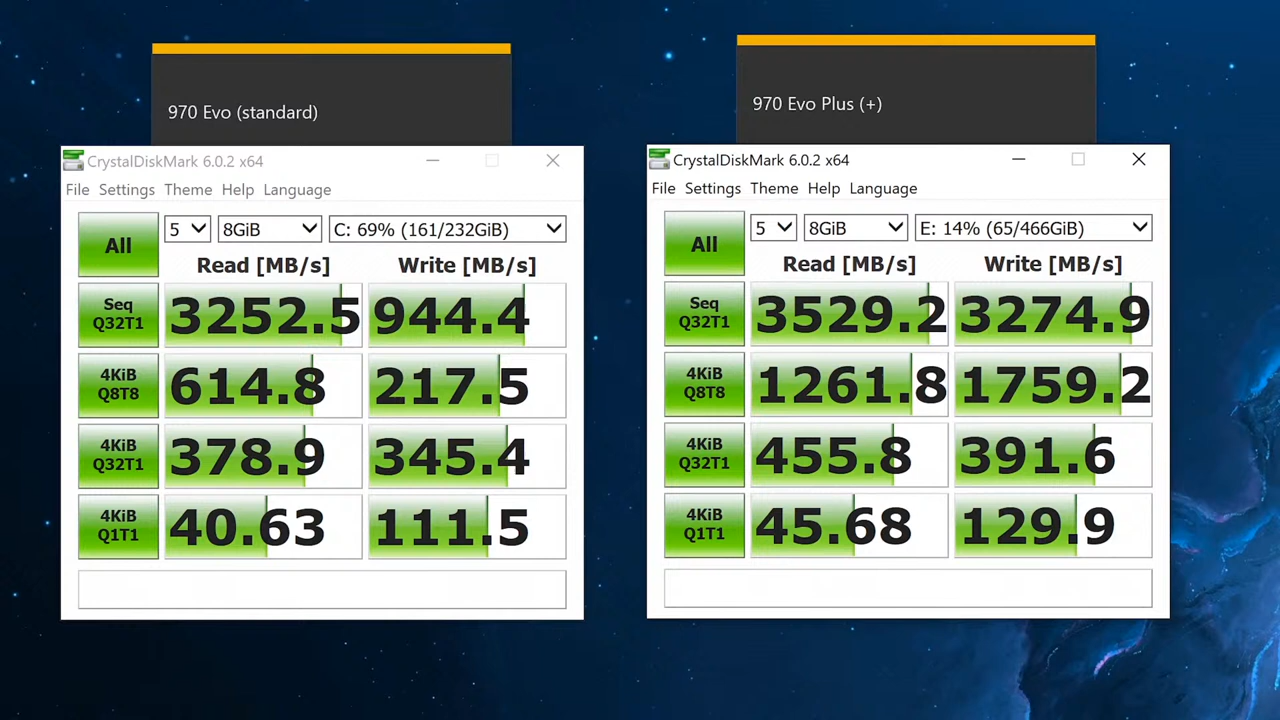 970 Evo (standard)
CrystalDiskMark 6.0.2 x64
File Settings Theme Help Language
All 5 8GiB C: 69% (161/232GiB)
Read [MB/s] Write [MB/s]
Seq
Q32T1
3252.5 944.4
4KiB
Q8T8
614.8 217.5
4KiB
Q32T1
378.9 345.4
4KiB
Q1T1
40.63 111.5
970 Evo Plus (+)
CrystalDiskMark 6.0.2 x64
File Settings Theme Help Language
All 5 8GiB E: 14% (65/466GiB)
Read [MB/s] Write [MB/s]
Seq
Q32T1
3529.2 3274.9
4KiB
Q8T8
1261.8 1759.2
4KiB
Q32T1
455.8 391.6
4KiB
Q1T1
45.68 129.9